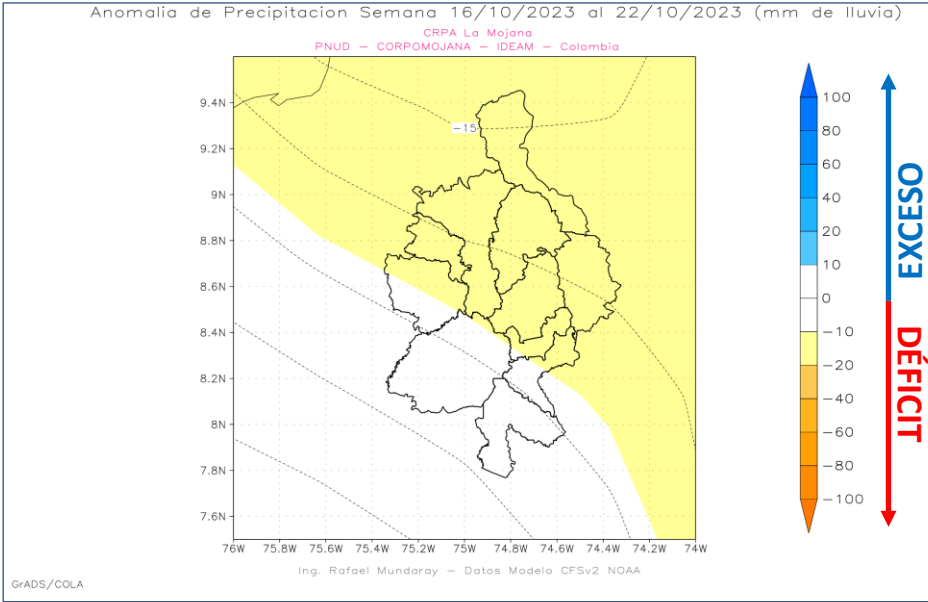 Anomalia de Precipitacion Semana 16/10/2023 al 22/10/2023 (mm de lluvia)
CRPA La Mojana
PNUD — CORPOMOJANA — IDEAM — Colombia
9.4N
9.2N
9N
8.8N
8.6N
8.4N
8.2N
8N
7.8N
7.6N
−15
76W 75.8W 75.6W 75.4W 75.2W 75W 74.8W 74.6W 74.4W 74.2W 74W
100
80
60
40
20
10
0
−10
−20
−40
−60
−80
−100
EXCESO
DÉFICIT
Ing. Rafael Mundaray — Datos Modelo CFSv2 NOAA
GrADS/COLA